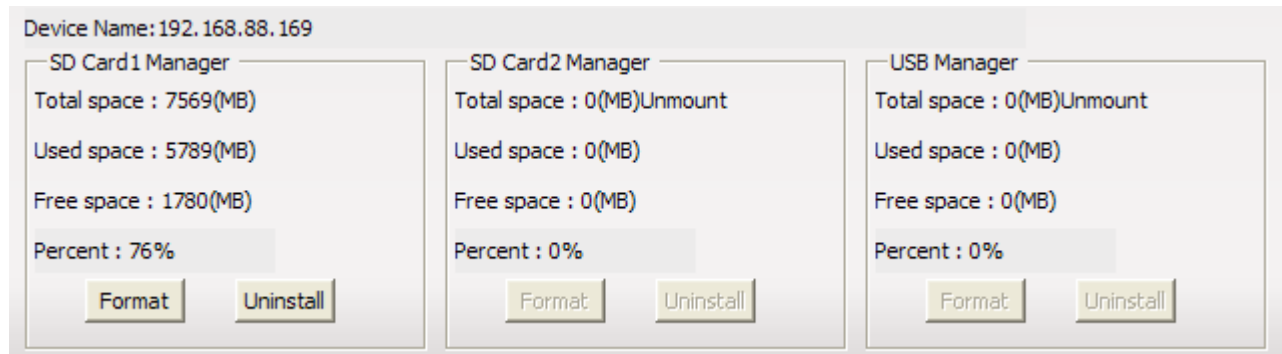 Device Name:192.168.88.169
SD Card1 Manager
Total space : 7569(MB)
Used space : 5789(MB)
Free space : 1780(MB)
Percent : 76%
Format Uninstall
SD Card2 Manager
Total space : 0(MB)Unmount
Used space : 0(MB)
Free space : 0(MB)
Percent : 0%
Format Uninstall
USB Manager
Total space : 0(MB)Unmount
Used space : 0(MB)
Free space : 0(MB)
Percent : 0%
Format Uninstall